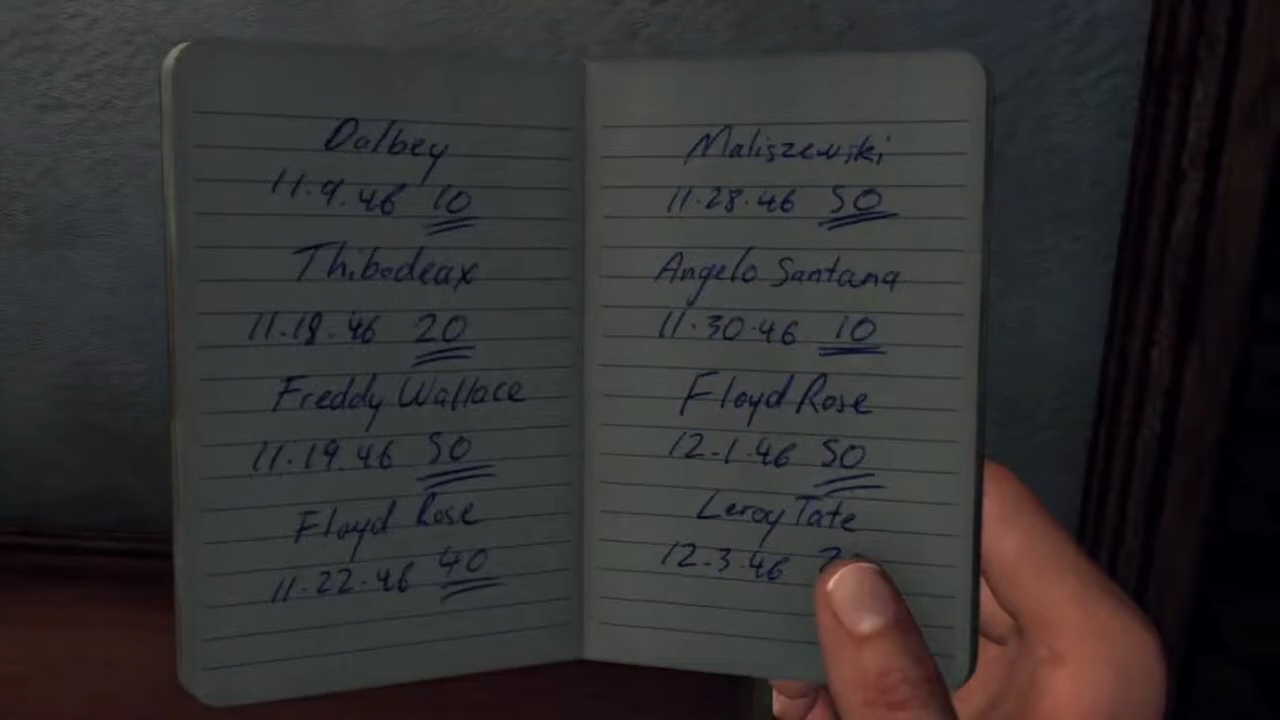 Dalbey
11.9.46 10
Thibodeax
11.18.46 20
Freddy Wallace
11.19.46 50
Floyd Rose
11.22.46 40
Maliszewski
11.28.46 50
Angelo Santana
11.30.46 10
Floyd Rose
12.1.46 50
Leroy Tate
12.3.46